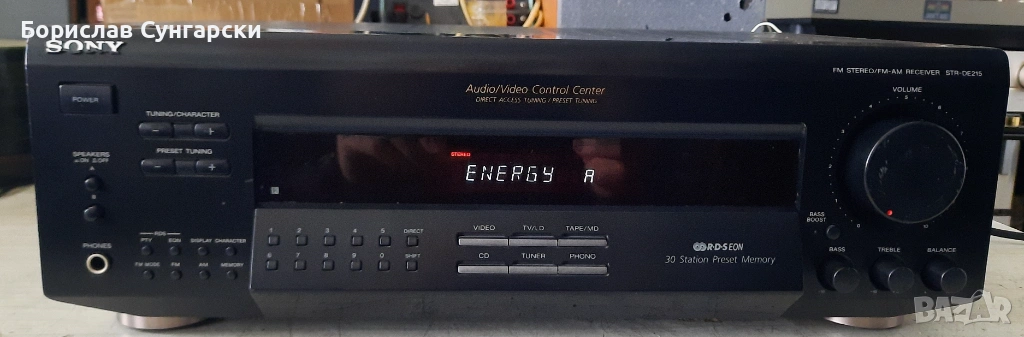 Борислав Сунгарски
SONY
FM STEREO/FM-AM RECEIVER STR-DE215
POWER
Audio/Video Control Center
DIRECT ACCESS TUNING / PRESET TUNING
VOLUME
TUNING/CHARACTER
− +
PRESET TUNING
− +
SPEAKERS
ON OFF
A
B
STEREO
ENERGY A
0 5 10
BASS BOOST
RDS
PTY EON DISPLAY CHARACTER
FM MODE FM AM MEMORY
PHONES
1 2 3 4 5 DIRECT
6 7 8 9 0 SHIFT
VIDEO TV/LD TAPE/MD
CD TUNER PHONO
R·D·S EON
30 Station Preset Memory
BASS TREBLE BALANCE
BAZAR